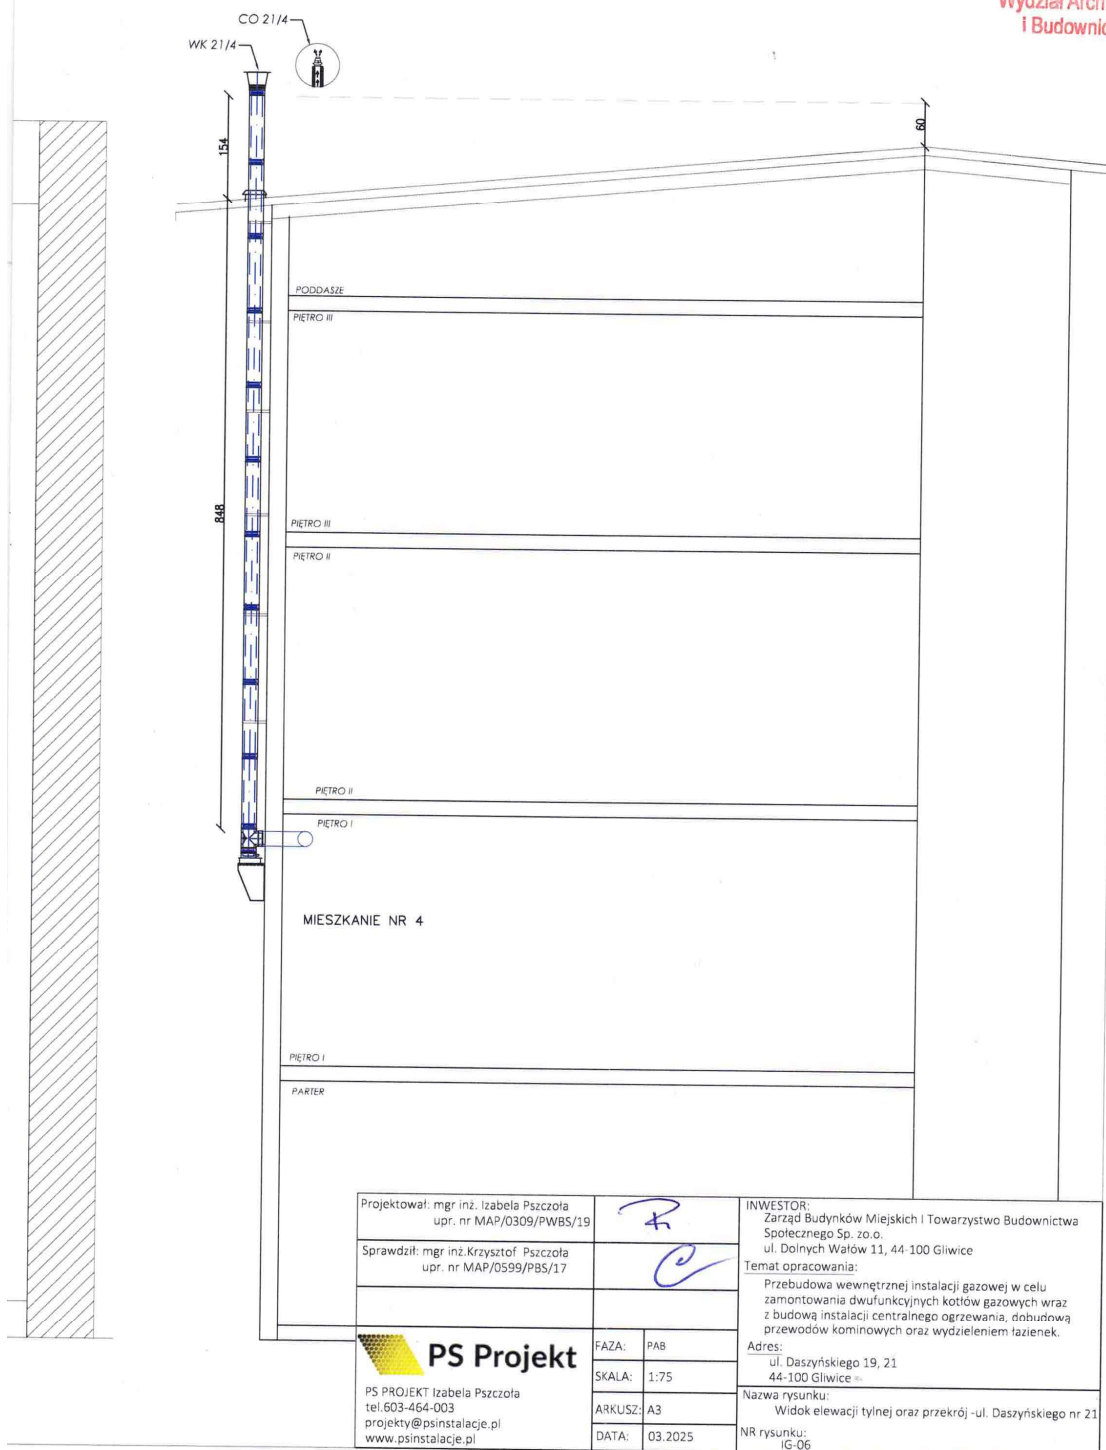 i Budownic
CO 21/4
WK 21/4
60
154
PODDASZE
PIĘTRO III
848
PIĘTRO III
PIĘTRO II
PIĘTRO II
PIĘTRO I
MIESZKANIE NR 4
PIĘTRO I
PARTER
Projektował: mgr inż. Izabela Pszczoła
upr. nr MAP/0309/PWBS/19
Sprawdził: mgr inż.Krzysztof Pszczoła
upr. nr MAP/0599/PBS/17
PS Projekt
PS PROJEKT Izabela Pszczoła
tel.603-464-003
projekty@psinstalacje.pl
www.psinstalacje.pl
FAZA: PAB
SKALA: 1:75
ARKUSZ: A3
DATA: 03.2025
INWESTOR:
Zarząd Budynków Miejskich I Towarzystwo Budownictwa
Społecznego Sp. zo.o.
ul. Dolnych Wałów 11, 44-100 Gliwice
Temat opracowania:
Przebudowa wewnętrznej instalacji gazowej w celu
zamontowania dwufunkcyjnych kotłów gazowych wraz
z budową instalacji centralnego ogrzewania, dobudową
przewodów kominowych oraz wydzieleniem łazienek.
Adres:
ul. Daszyńskiego 19, 21
44-100 Gliwice
Nazwa rysunku:
Widok elewacji tylnej oraz przekrój -ul. Daszyńskiego nr 21
NR rysunku:
IG-06